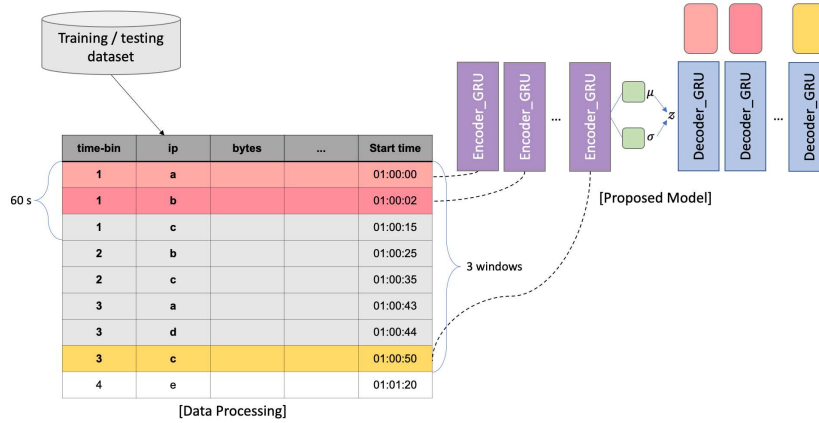 Training / testing
dataset
time-bin ip bytes ... Start time
1 a 01:00:00
1 b 01:00:02
1 c 01:00:15
2 b 01:00:25
2 c 01:00:35
3 a 01:00:43
3 d 01:00:44
3 c 01:00:50
4 e 01:01:20
60 s
3 windows
[Data Processing]
Encoder_GRU
Encoder_GRU
...
Encoder_GRU
μ
σ
z
Decoder_GRU
Decoder_GRU
...
Decoder_GRU
[Proposed Model]